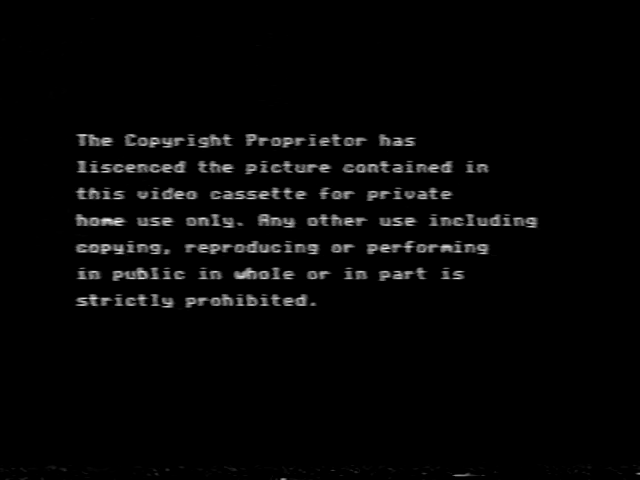 The Copyright Proprietor has
liscenced the picture contained in
this video cassette for private
home use only. Any other use including
copying, reproducing or performing
in public in whole or in part is
strictly prohibited.